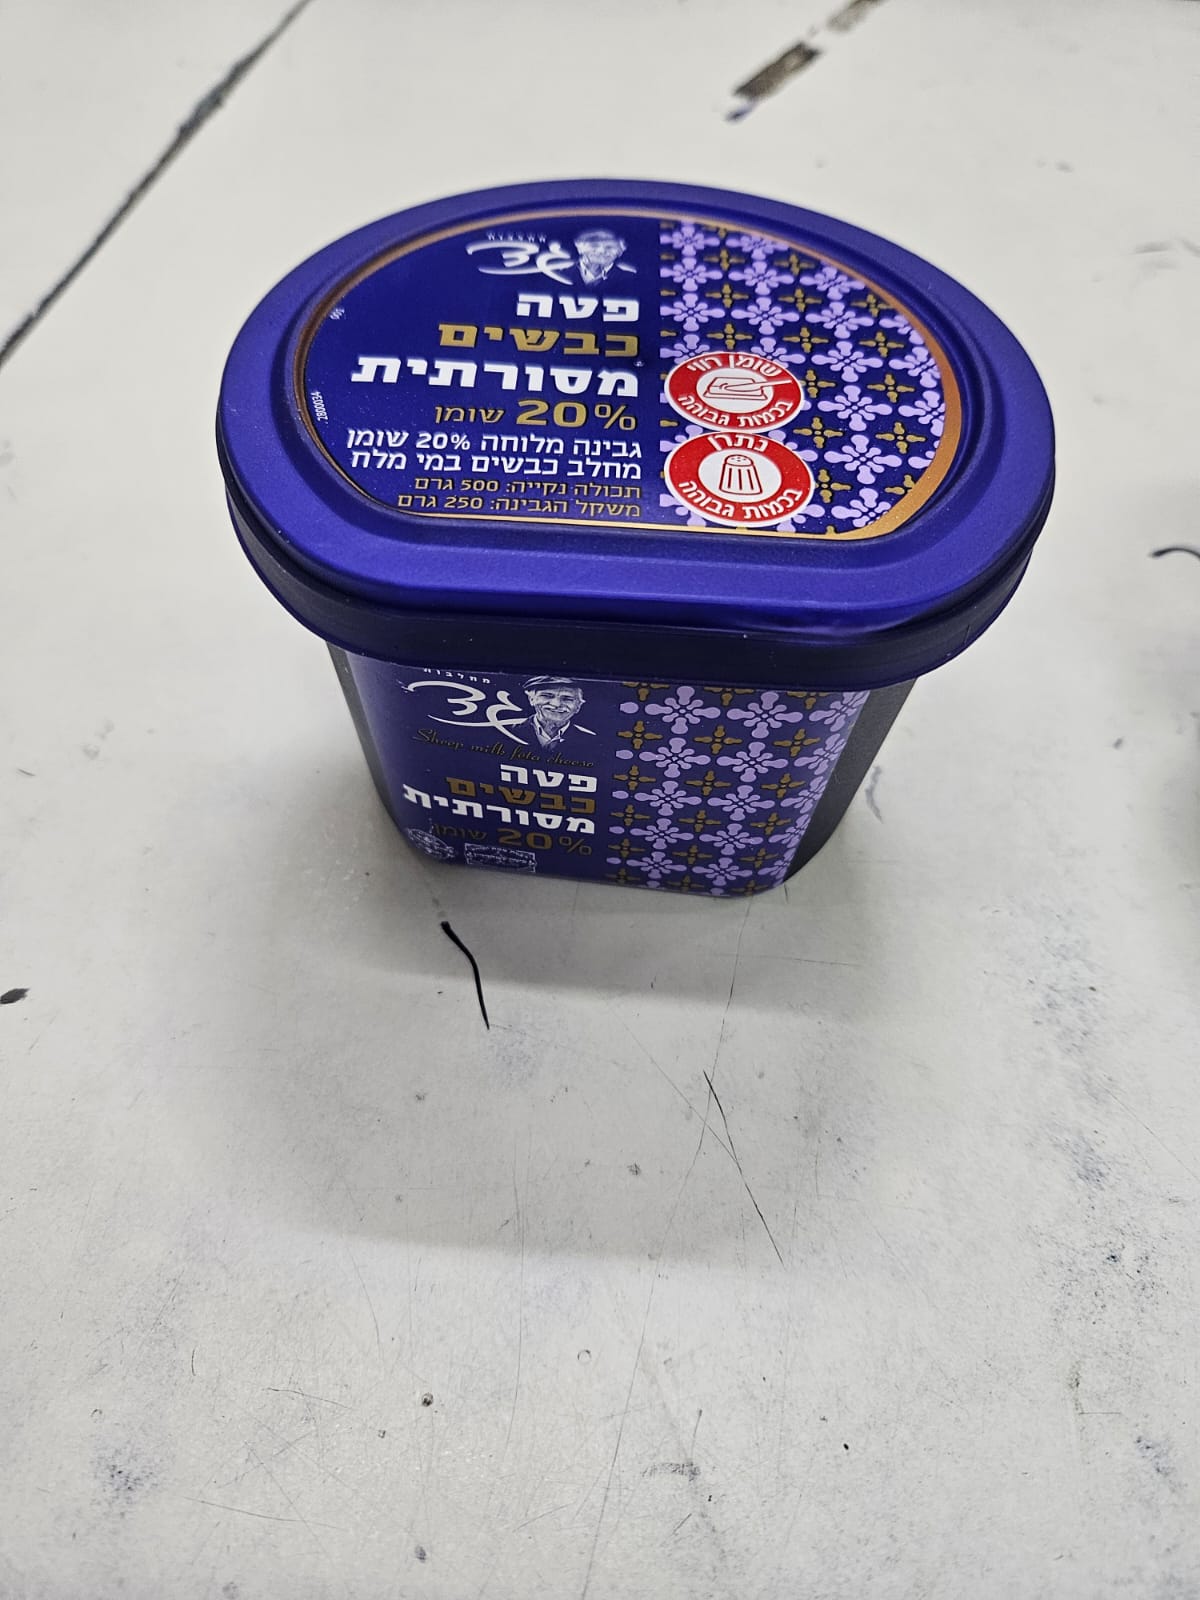 מחלבות
גד
פטה
כבשים
מסורתית
20% שומן
גבינה מלוחה 20% שומן
מחלב כבשים במי מלח
תכולה נקייה: 500 גרם
משקל הגבינה: 250 גרם
2800034
שומן רווי
בכמות גבוהה
נתרן
בכמות גבוהה
מחלבות
גד
Sheep milk feta cheese
פטה
כבשים
מסורתית
20% שומן